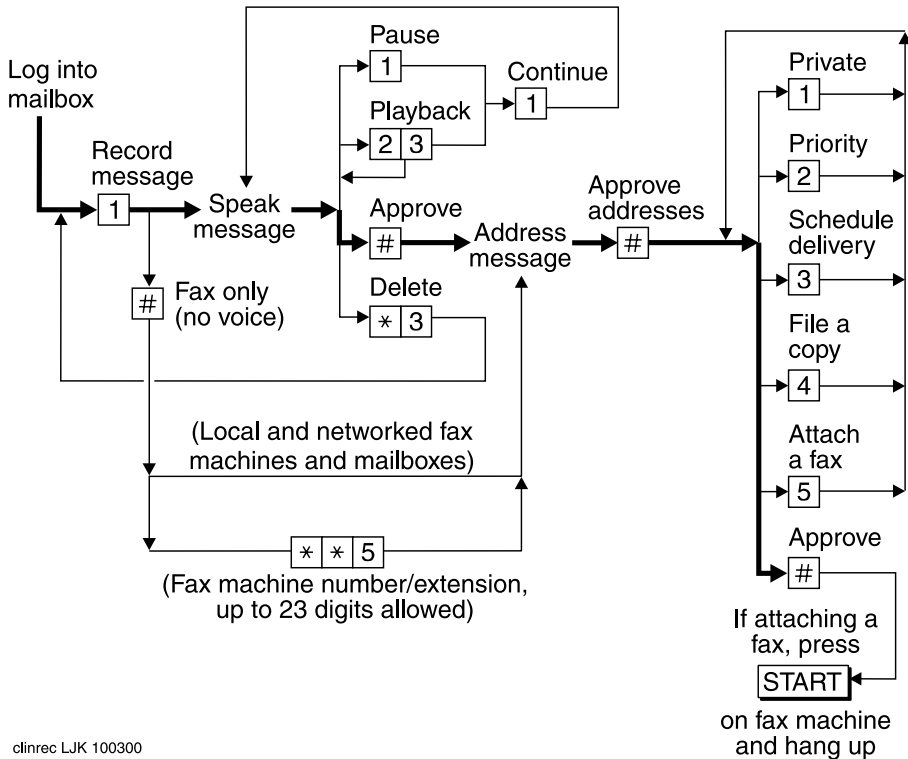 Log into
mailbox
Record
message
1
Speak
message
#
Fax only
(no voice)
Pause
1
Playback
2 3
Continue
1
Approve
#
Delete
* 3
Address
message
Approve
addresses
#
(Local and networked fax
machines and mailboxes)
* * 5
(Fax machine number/extension,
up to 23 digits allowed)
Private
1
Priority
2
Schedule
delivery
3
File a
copy
4
Attach
a fax
5
Approve
#
If attaching a
fax, press
START
on fax machine
and hang up
clinrec LJK 100300